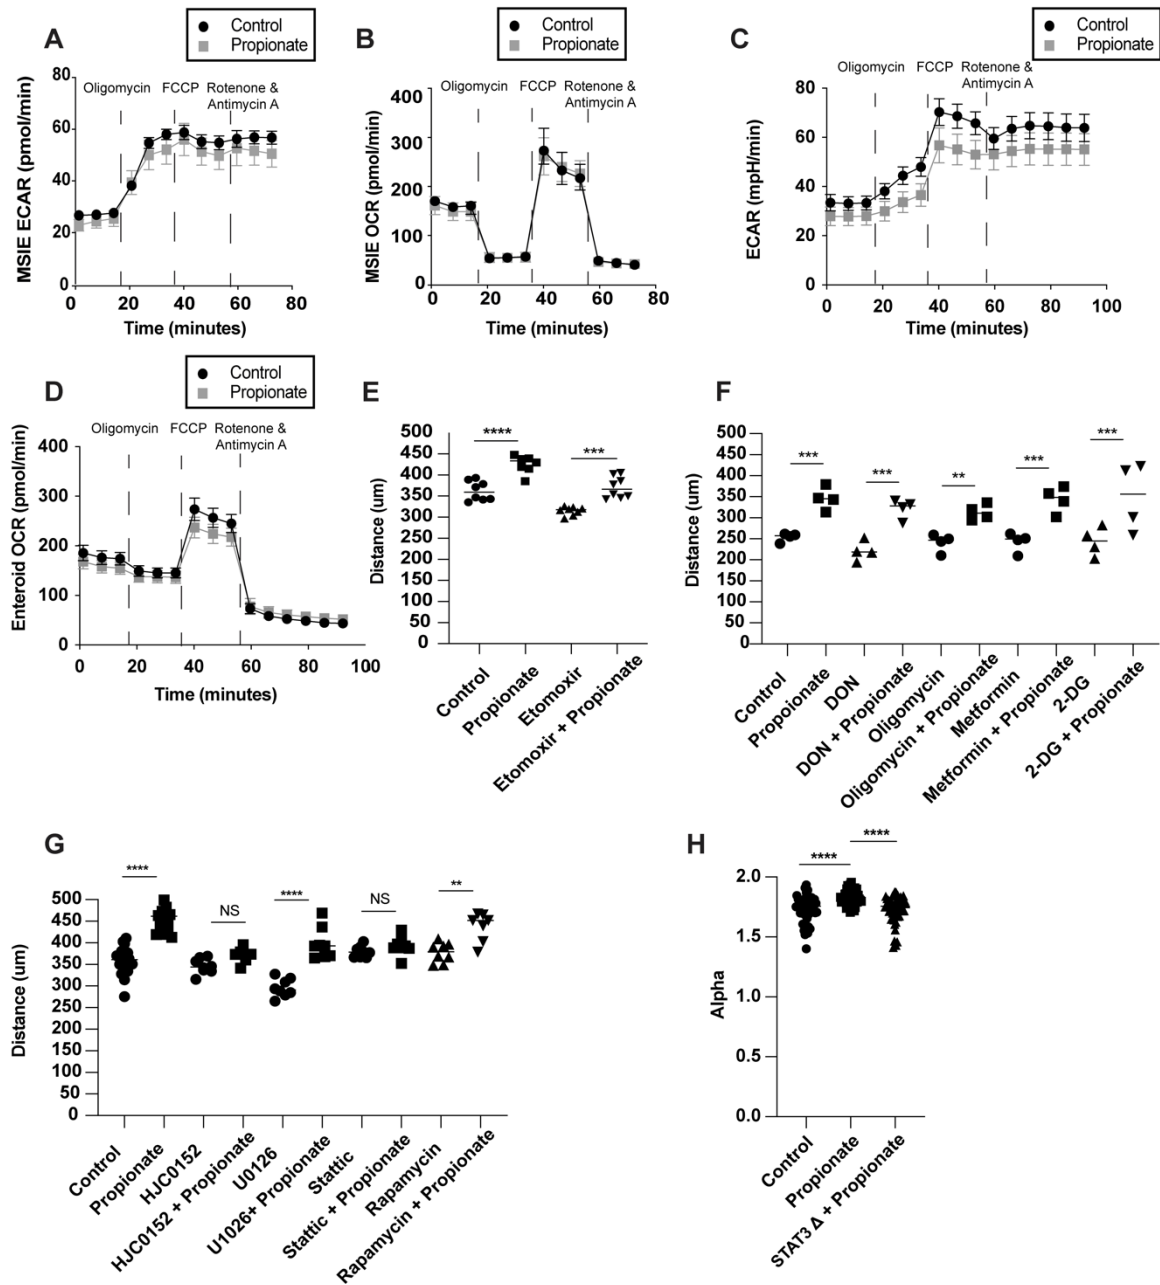 A
Control
Propionate
MSIE ECAR (pmol/min)
80
60
40
20
0
Oligomycin
FCCP
Rotenone &
Antimycin A
0 20 40 60 80
Time (minutes)
B
Control
Propionate
MSIE OCR (pmol/min)
400
300
200
100
0
Oligomycin
FCCP
Rotenone &
Antimycin A
0 20 40 60 80
Time (minutes)
C
Control
Propionate
ECAR (mpH/min)
80
60
40
20
0
Oligomycin
FCCP
Rotenone &
Antimycin A
0 20 40 60 80 100
Time (minutes)
D
Control
Propionate
Enteroid OCR (pmol/min)
400
300
200
100
0
Oligomycin
FCCP
Rotenone &
Antimycin A
0 20 40 60 80 100
Time (minutes)
E
Distance (um)
500
450
400
350
300
250
200
150
100
50
0
****
***
Control
Propionate
Etomoxir
Etomoxir + Propionate
F
Distance (um)
500
450
400
350
300
250
200
150
100
50
0
***
***
**
***
***
Control
Propoionate
DON
DON + Propionate
Oligomycin
Oligomycin + Propionate
Metformin
Metformin + Propionate
2-DG
2-DG + Propionate
G
Distance (um)
500
450
400
350
300
250
200
150
100
50
0
****
NS
****
NS
**
Control
Propionate
HJC0152
HJC0152 + Propionate
U0126
U1026+ Propionate
Stattic
Stattic + Propionate
Rapamycin
Rapamycin + Propionate
H
Alpha
2.0
1.5
1.0
0.5
0.0
****
****
Control
Propionate
STAT3 Δ + Propionate